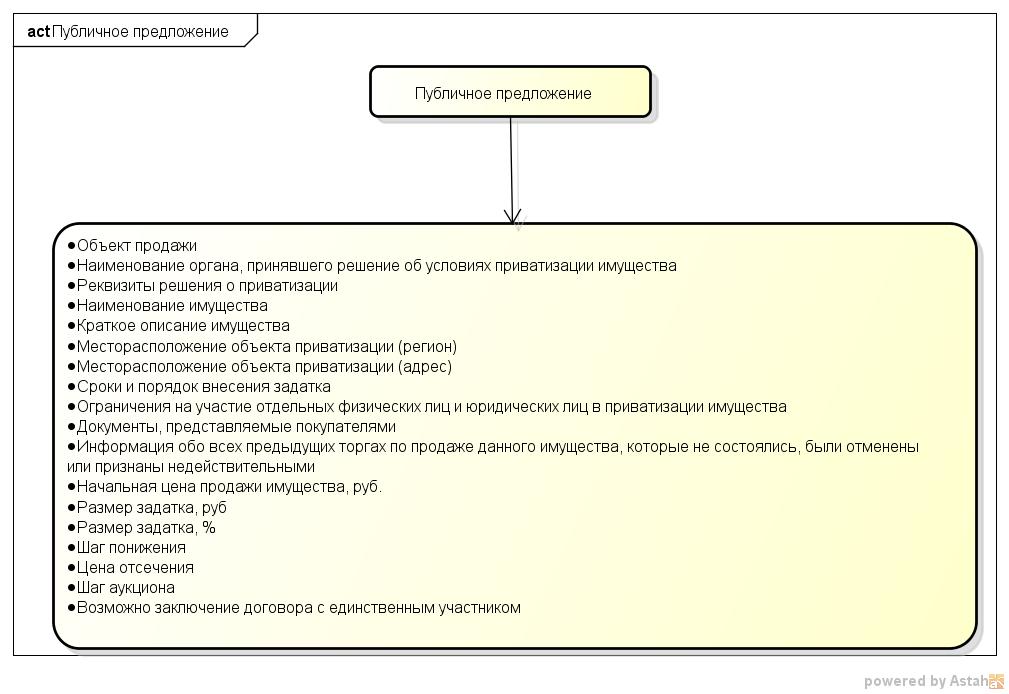 act Публичное предложение
Публичное предложение
●Объект продажи
●Наименование органа, принявшего решение об условиях приватизации имущества
●Реквизиты решения о приватизации
●Наименование имущества
●Краткое описание имущества
●Месторасположение объекта приватизации (регион)
●Месторасположение объекта приватизации (адрес)
●Сроки и порядок внесения задатка
●Ограничения на участие отдельных физических лиц и юридических лиц в приватизации имущества
●Документы, представляемые покупателями
●Информация обо всех предыдущих торгах по продаже данного имущества, которые не состоялись, были отменены
или признаны недействительными
●Начальная цена продажи имущества, руб.
●Размер задатка, руб
●Размер задатка, %
●Шаг понижения
●Цена отсечения
●Шаг аукциона
●Возможно заключение договора с единственным участником
powered by Astah